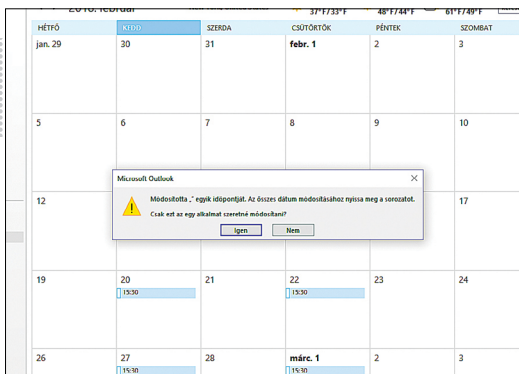 37°F/33°F 48°F/44°F 61°F/49°F
HÉTFŐ KEDD SZERDA CSÜTÖRTÖK PÉNTEK SZOMBAT
jan. 29 30 31 febr. 1 2 3
5 6 7 8 9 10
Microsoft Outlook
Módosította „” egyik időpontját. Az összes dátum módosításához nyissa meg a sorozatot.
Csak ezt az egy alkalmat szeretné módosítani?
Igen Nem
12 17
19 20 21 22 23 24
15:30 15:30
26 27 28 márc. 1 2 3
15:30 15:30